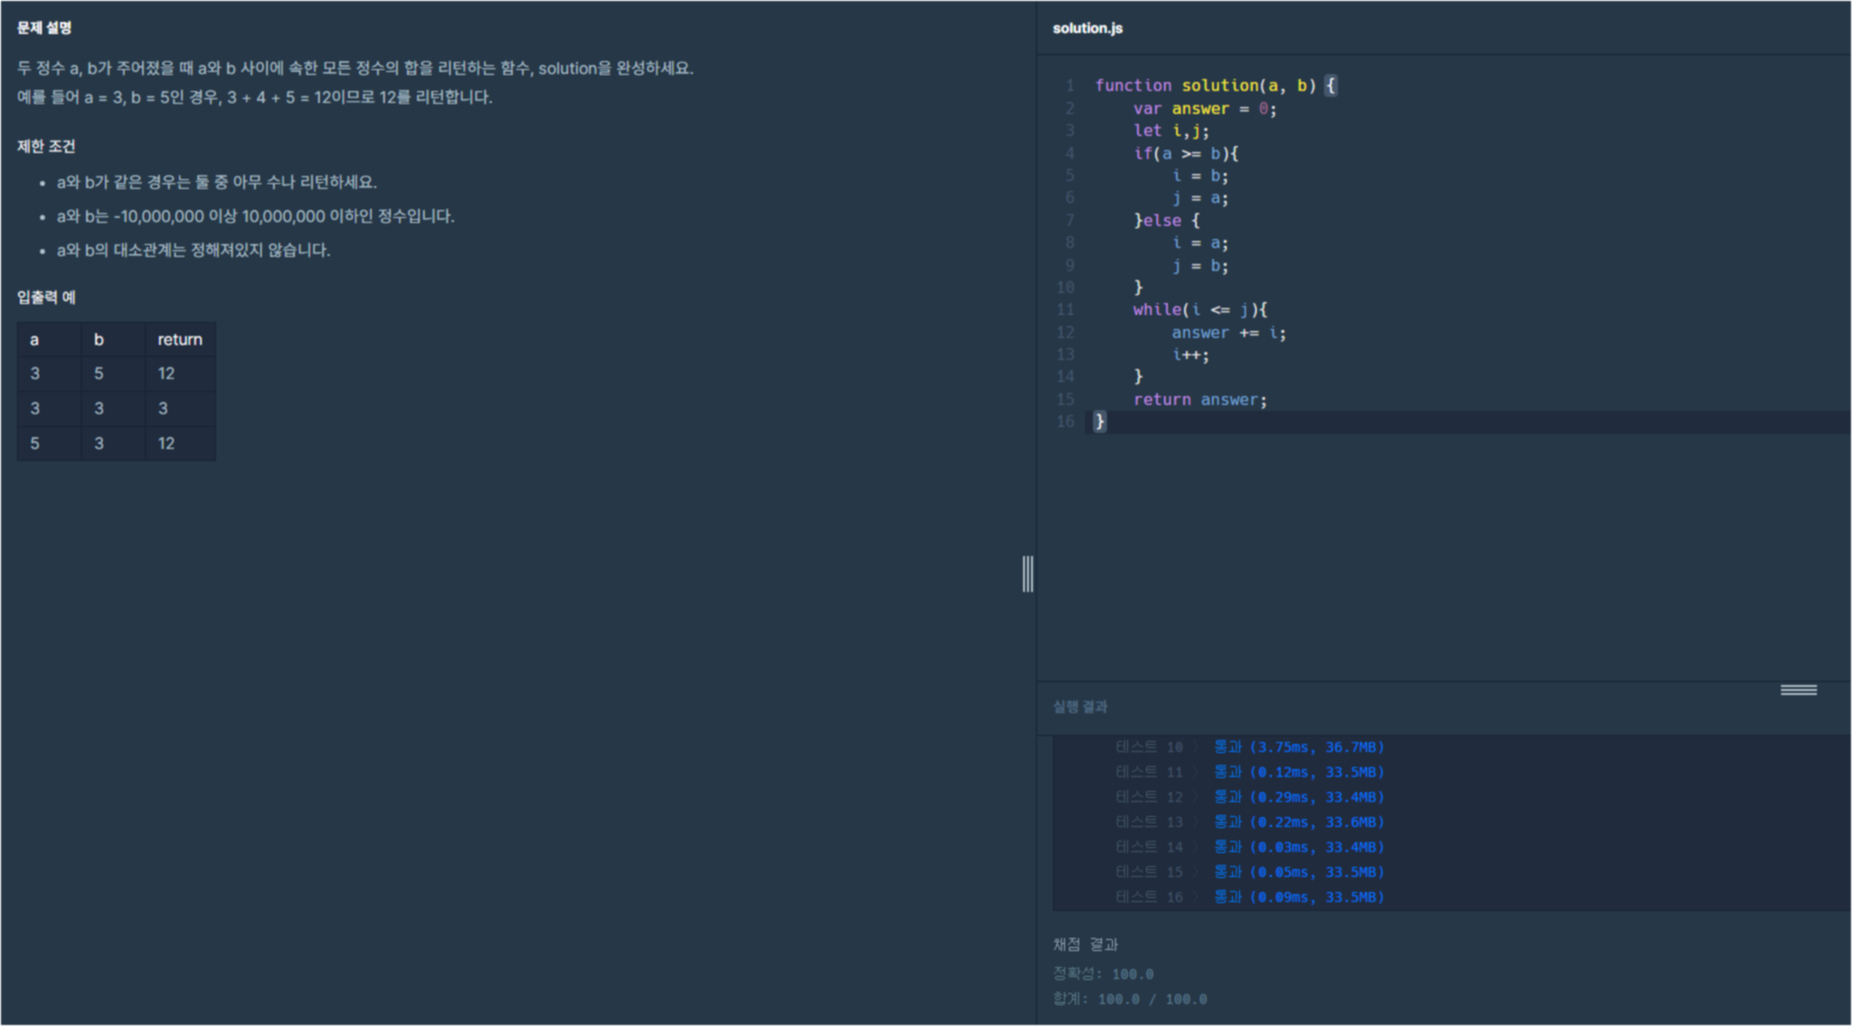 문제 설명
두 정수 a, b가 주어졌을 때 a와 b 사이에 속한 모든 정수의 합을 리턴하는 함수, solution을 완성하세요.
예를 들어 a = 3, b = 5인 경우, 3 + 4 + 5 = 12이므로 12를 리턴합니다.
제한 조건
• a와 b가 같은 경우는 둘 중 아무 수나 리턴하세요.
• a와 b는 -10,000,000 이상 10,000,000 이하인 정수입니다.
• a와 b의 대소관계는 정해져있지 않습니다.
입출력 예
a b return
3 5 12
3 3 3
5 3 12
solution.js
1 function solution(a, b) {
2     var answer = 0;
3     let i,j;
4     if(a >= b){
5         i = b;
6         j = a;
7     }else {
8         i = a;
9         j = b;
10     }
11     while(i <= j){
12         answer += i;
13         i++;
14     }
15     return answer;
16 }
실행 결과
테스트 10 〉 통과 (3.75ms, 36.7MB)
테스트 11 〉 통과 (0.12ms, 33.5MB)
테스트 12 〉 통과 (0.29ms, 33.4MB)
테스트 13 〉 통과 (0.22ms, 33.6MB)
테스트 14 〉 통과 (0.03ms, 33.4MB)
테스트 15 〉 통과 (0.05ms, 33.5MB)
테스트 16 〉 통과 (0.09ms, 33.5MB)
채점 결과
정확성: 100.0
합계: 100.0 / 100.0